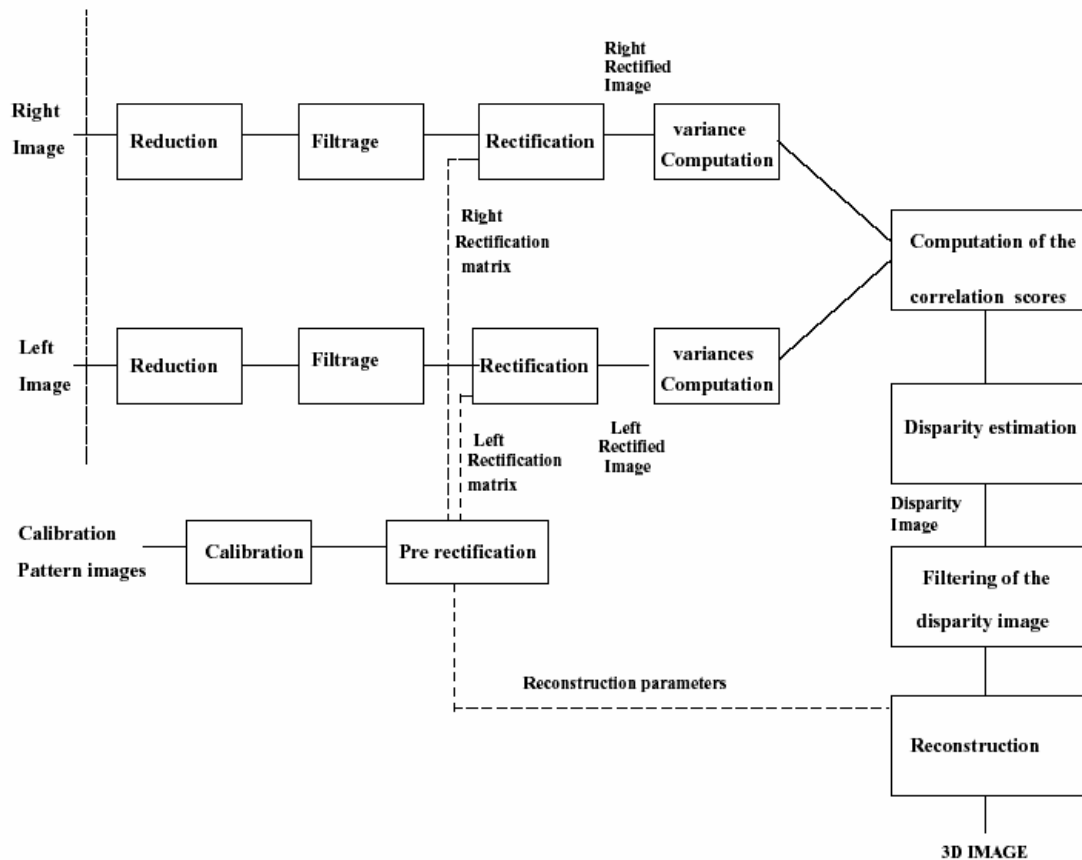 Right
Image
Reduction
Filtrage
Rectification
Right
Rectified
Image
variance
Computation
Right
Rectification
matrix
Computation of the
correlation scores
Left
Image
Reduction
Filtrage
Rectification
variances
Computation
Left
Rectification
matrix
Left
Rectified
Image
Disparity estimation
Disparity
Image
Calibration
Pattern images
Calibration
Pre rectification
Filtering of the
disparity image
Reconstruction parameters
Reconstruction
3D IMAGE